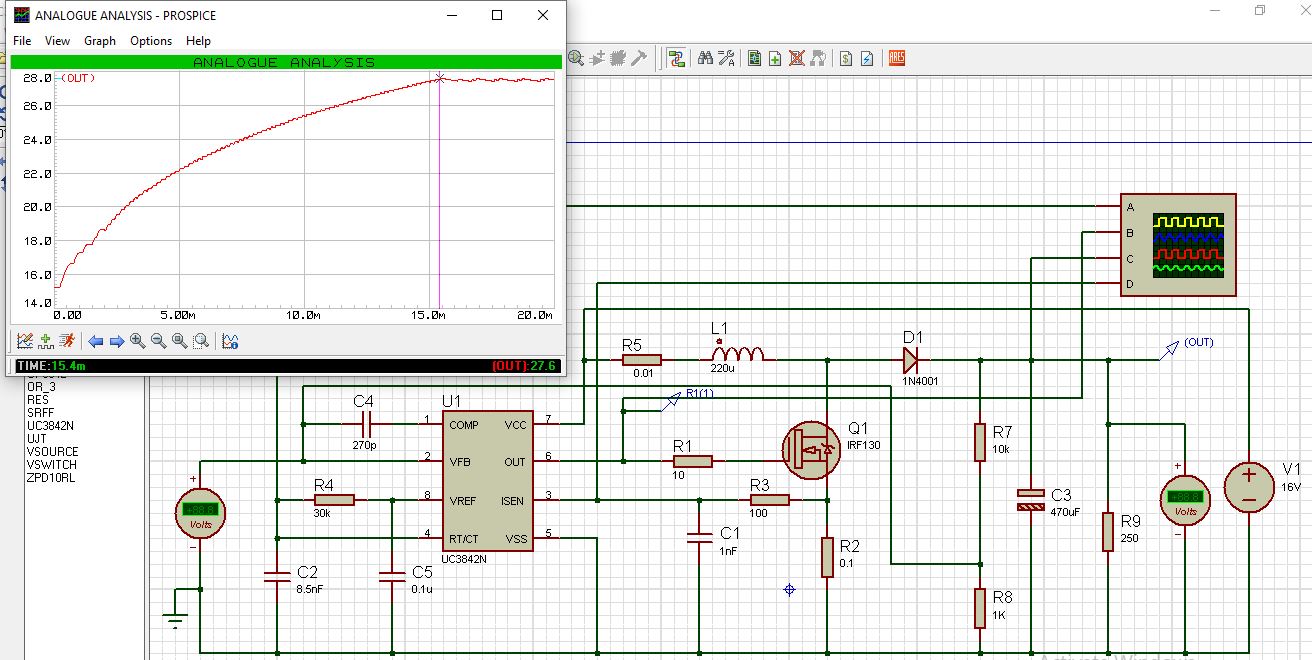 ANALOGUE ANALYSIS - PROSPICE
File View Graph Options Help
ANALOGUE ANALYSIS
28.0
(OUT)
26.0
24.0
22.0
20.0
18.0
16.0
14.0
0.00 5.00m 10.0m 15.0m 20.0m
TIME:15.4m (OUT):27.6
ARES
OR_3
RES
SRFF
UC3842N
UJT
VSOURCE
VSWITCH
ZPD10RL
A
B
C
D
R5
0.01
L1
220u
D1
1N4001
(OUT)
R1(1)
C4
270p
U1
1 COMP VCC 7
2 VFB OUT 6
8 VREF ISEN 3
4 RT/CT VSS 5
UC3842N
R4
30k
R1
10
R3
100
Q1
IRF130
R7
10k
+
Volts
−
C2
8.5nF
C5
0.1u
C1
1nF
R2
0.1
C3
470uF
R9
250
+
Volts
−
V1
16V
R8
1K